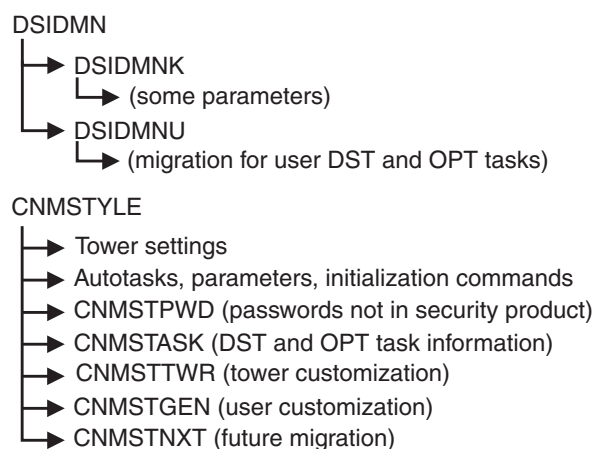 DSIDMN
DSIDMNK
(some parameters)
DSIDMNU
(migration for user DST and OPT tasks)
CNMSTYLE
Tower settings
Autotasks, parameters, initialization commands
CNMSTPWD (passwords not in security product)
CNMSTASK (DST and OPT task information)
CNMSTTWR (tower customization)
CNMSTGEN (user customization)
CNMSTNXT (future migration)